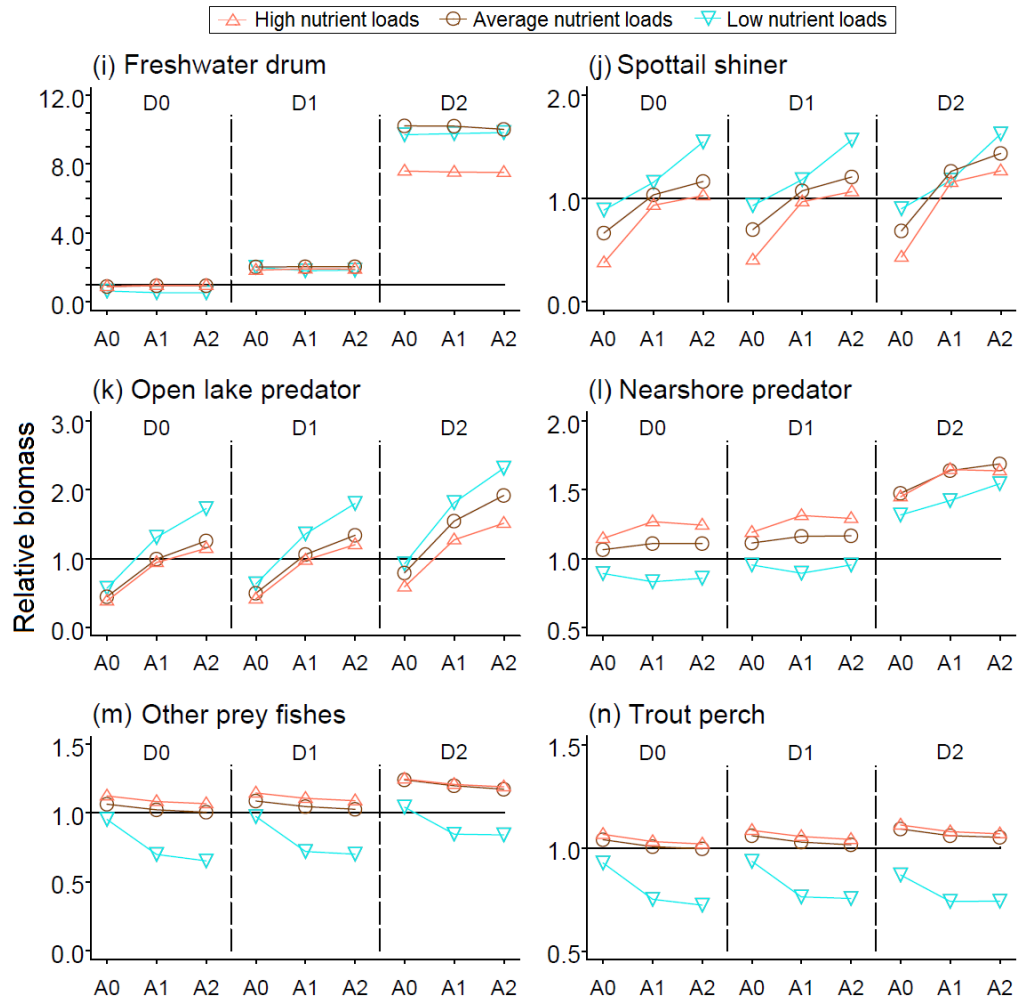 High nutrient loads Average nutrient loads Low nutrient loads
(i) Freshwater drum
12.0
8.0
4.0
0.0
D0 D1 D2
A0 A1 A2 A0 A1 A2 A0 A1 A2
(j) Spottail shiner
2.0
1.0
0.0
D0 D1 D2
A0 A1 A2 A0 A1 A2 A0 A1 A2
Relative biomass
(k) Open lake predator
3.0
2.0
1.0
0.0
D0 D1 D2
A0 A1 A2 A0 A1 A2 A0 A1 A2
(l) Nearshore predator
2.0
1.5
1.0
0.5
D0 D1 D2
A0 A1 A2 A0 A1 A2 A0 A1 A2
(m) Other prey fishes
1.5
1.0
0.5
0.0
D0 D1 D2
A0 A1 A2 A0 A1 A2 A0 A1 A2
(n) Trout perch
1.5
1.0
0.5
D0 D1 D2
A0 A1 A2 A0 A1 A2 A0 A1 A2